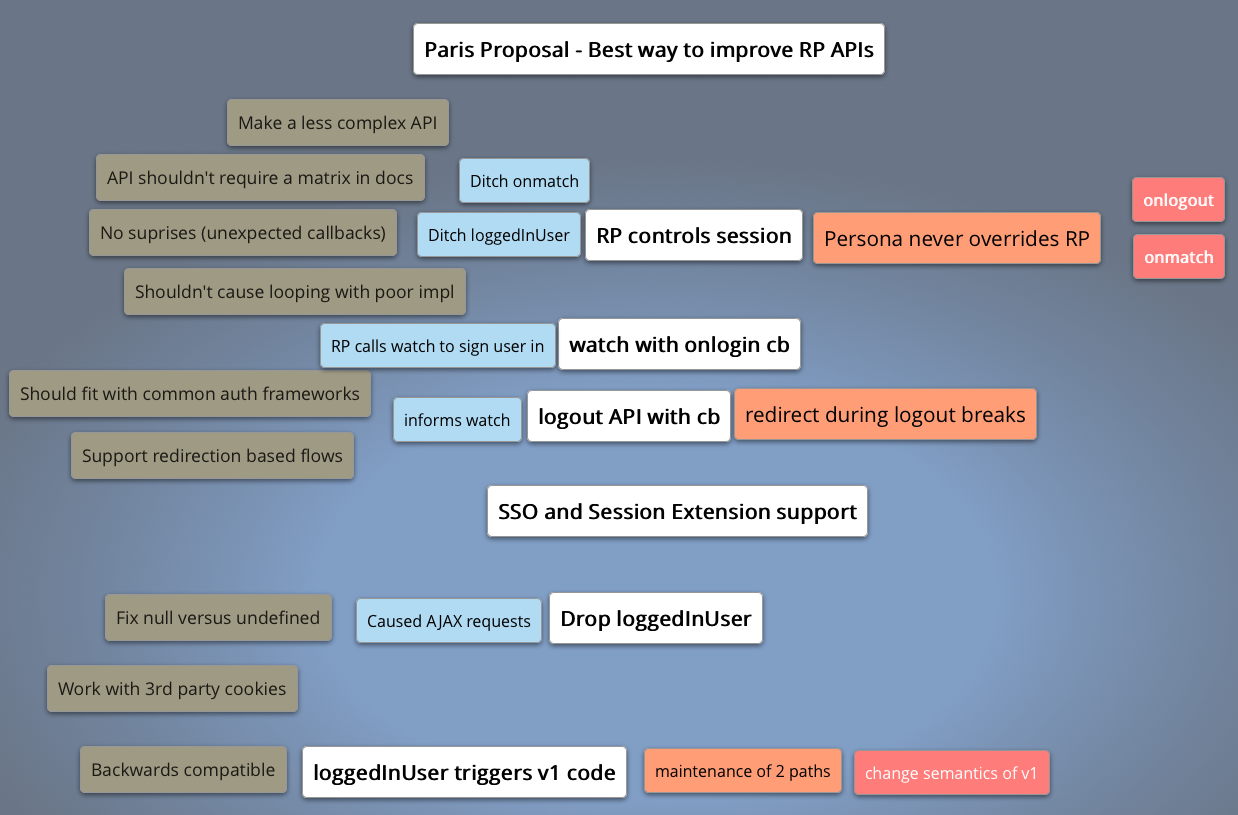 Paris Proposal - Best way to improve RP APIs
Make a less complex API
API shouldn't require a matrix in docs
Ditch onmatch
onlogout
No suprises (unexpected callbacks)
Ditch loggedInUser
RP controls session
Persona never overrides RP
onmatch
Shouldn't cause looping with poor impl
RP calls watch to sign user in
watch with onlogin cb
Should fit with common auth frameworks
informs watch
logout API with cb
redirect during logout breaks
Support redirection based flows
SSO and Session Extension support
Fix null versus undefined
Caused AJAX requests
Drop loggedInUser
Work with 3rd party cookies
Backwards compatible
loggedInUser triggers v1 code
maintenance of 2 paths
change semantics of v1